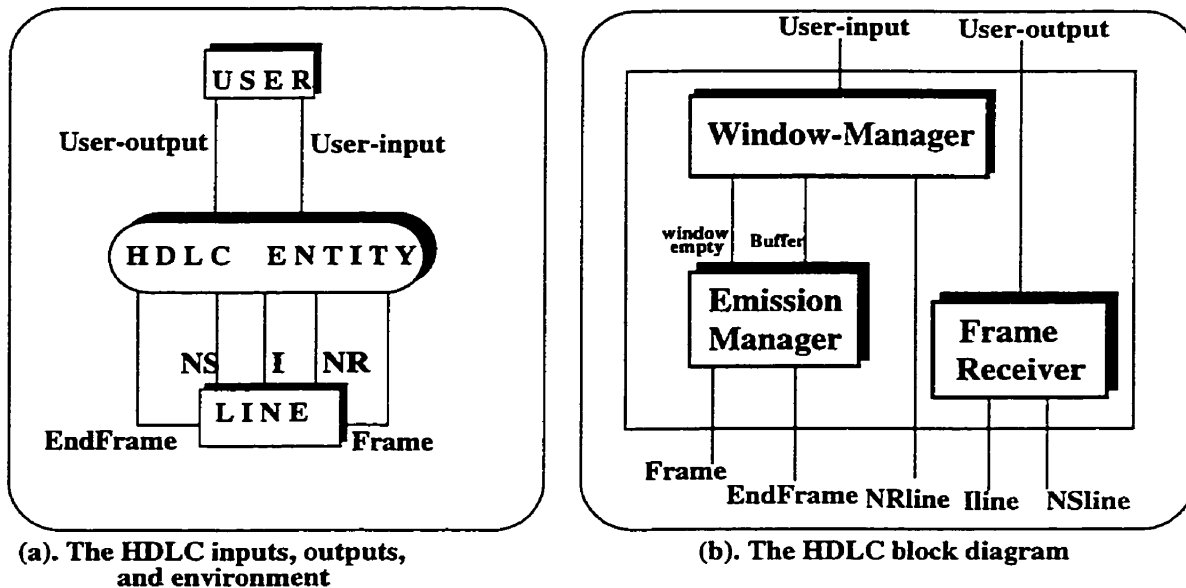 USER
User-output
User-input
HDLC ENTITY
NS
I
NR
LINE
EndFrame
Frame
(a). The HDLC inputs, outputs,
and environment
User-input
User-output
Window-Manager
window
empty
Buffer
Emission
Manager
Frame
Receiver
Frame
EndFrame
NRline
Iline
NSline
(b). The HDLC block diagram